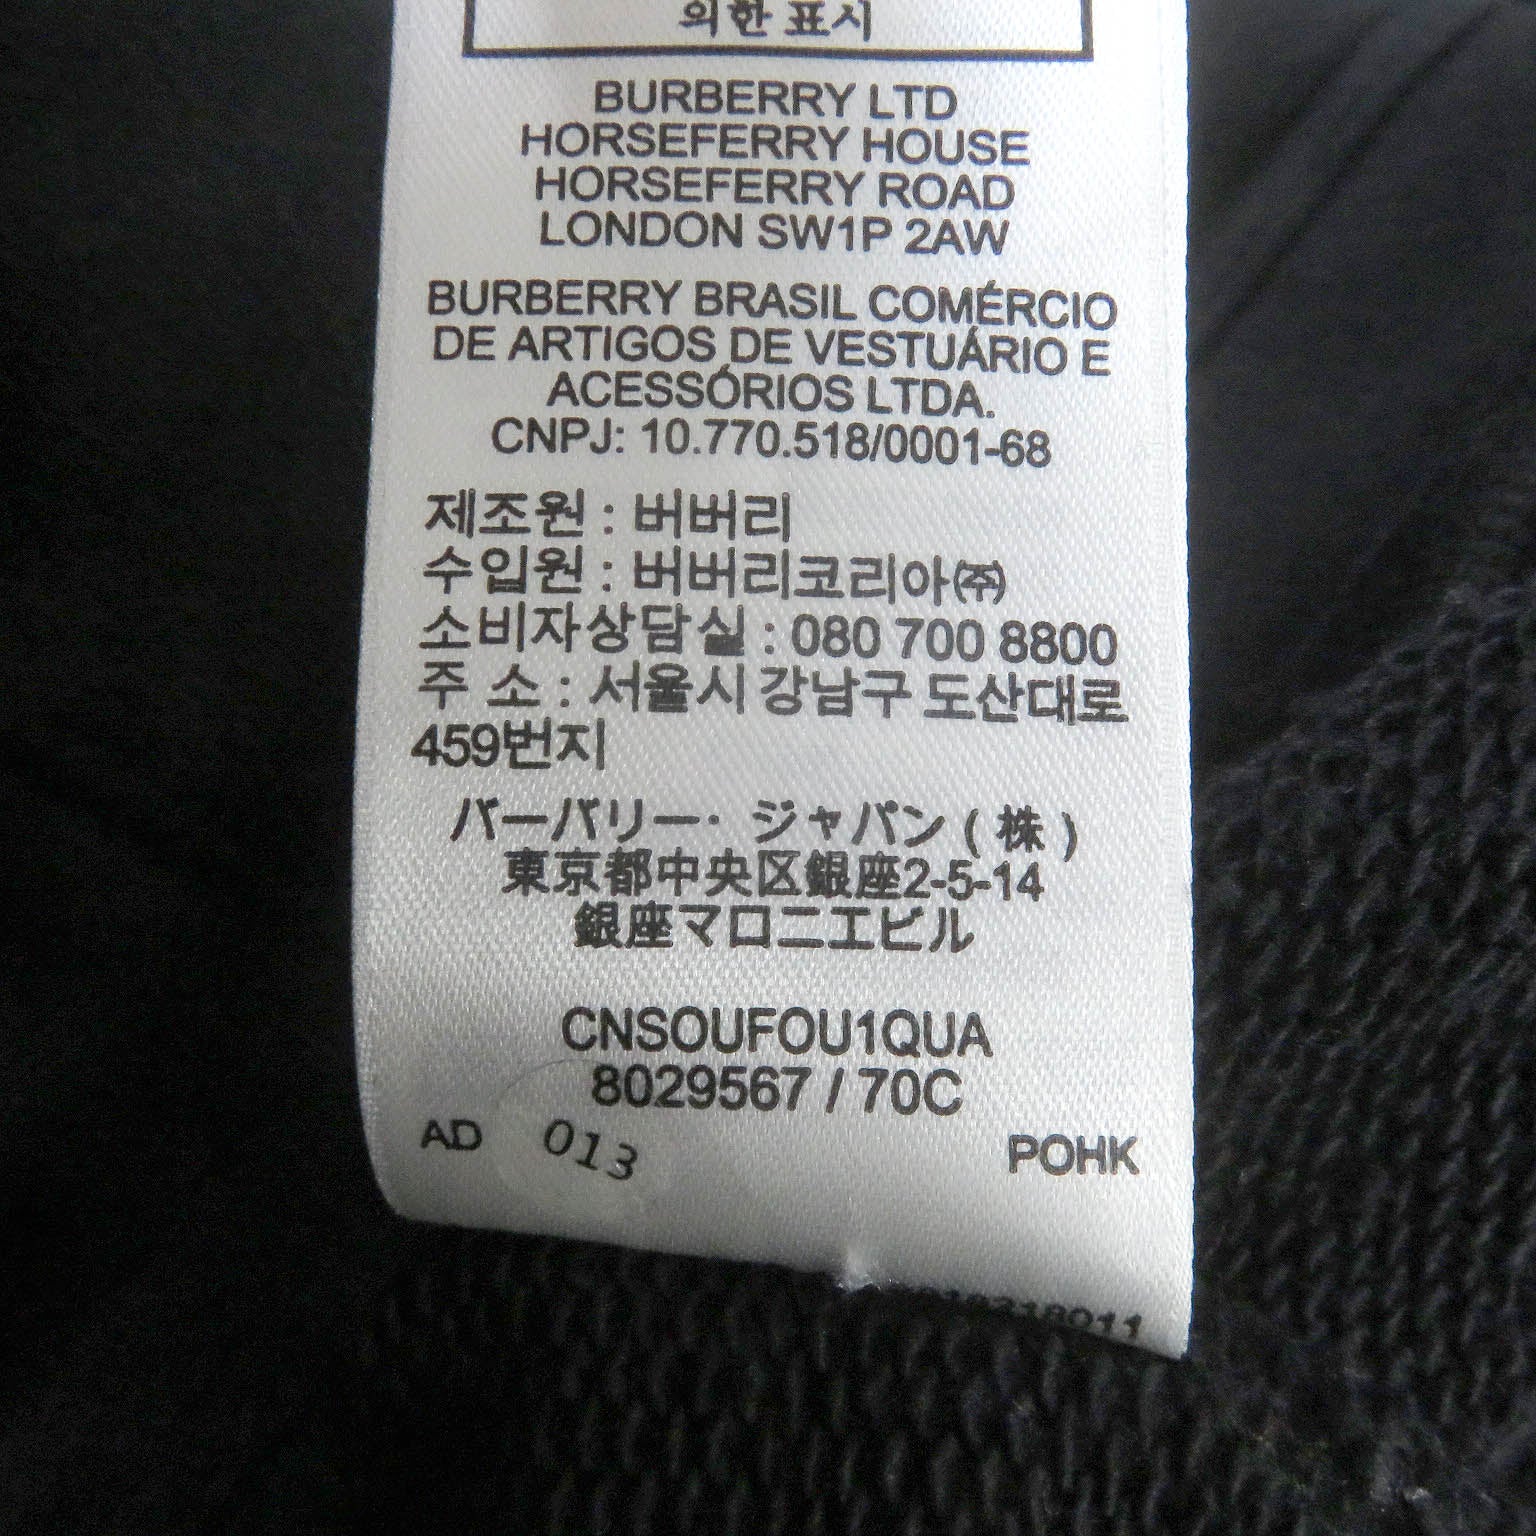 의한 표시
BURBERRY LTD
HORSEFERRY HOUSE
HORSEFERRY ROAD
LONDON SW1P 2AW
BURBERRY BRASIL COMÉRCIO
DE ARTIGOS DE VESTUÁRIO E
ACESSÓRIOS LTDA.
CNPJ: 10.770.518/0001-68
제조원 : 버버리
수입원 : 버버리코리아㈜
소비자상담실 : 080 700 8800
주 소 : 서울시 강남구 도산대로
459번지
バーバリー・ジャパン ( 株 )
東京都中央区銀座2-5-14
銀座マロニエビル
CNSOUFOU1QUA
8029567 / 70C
AD 013 POHK